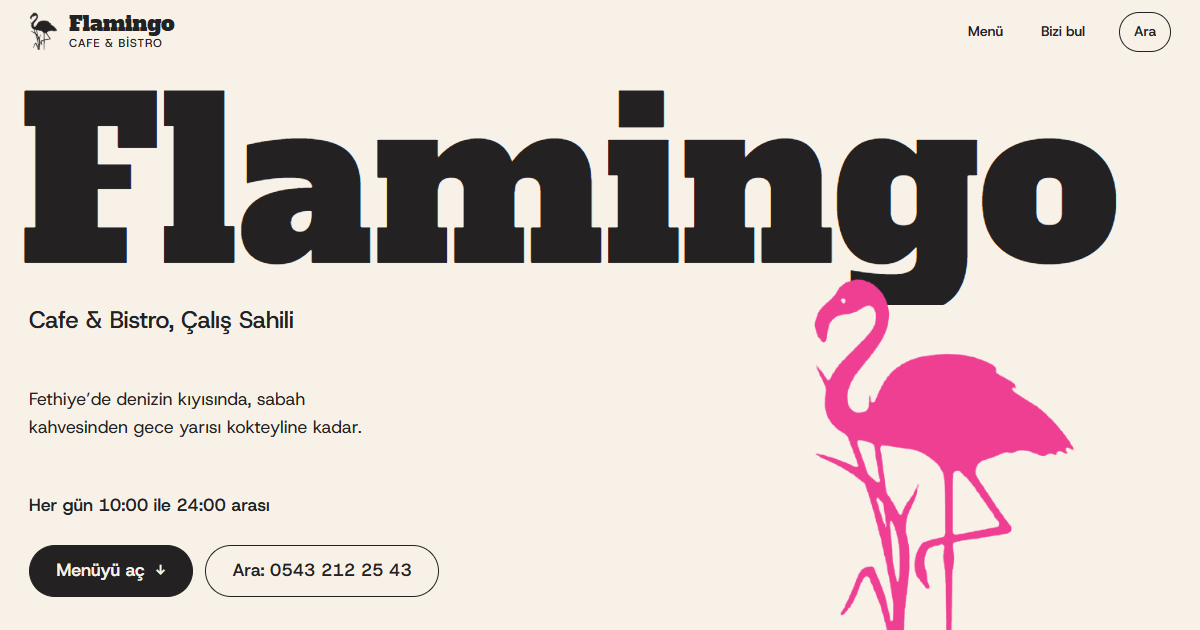 Flamingo
CAFE & BİSTRO
Menü
Bizi bul
Ara
Flamingo
Cafe & Bistro, Çalış Sahili
Fethiye’de denizin kıyısında, sabah
kahvesinden gece yarısı kokteyline kadar.
Her gün 10:00 ile 24:00 arası
Menüyü aç ↓
Ara: 0543 212 25 43